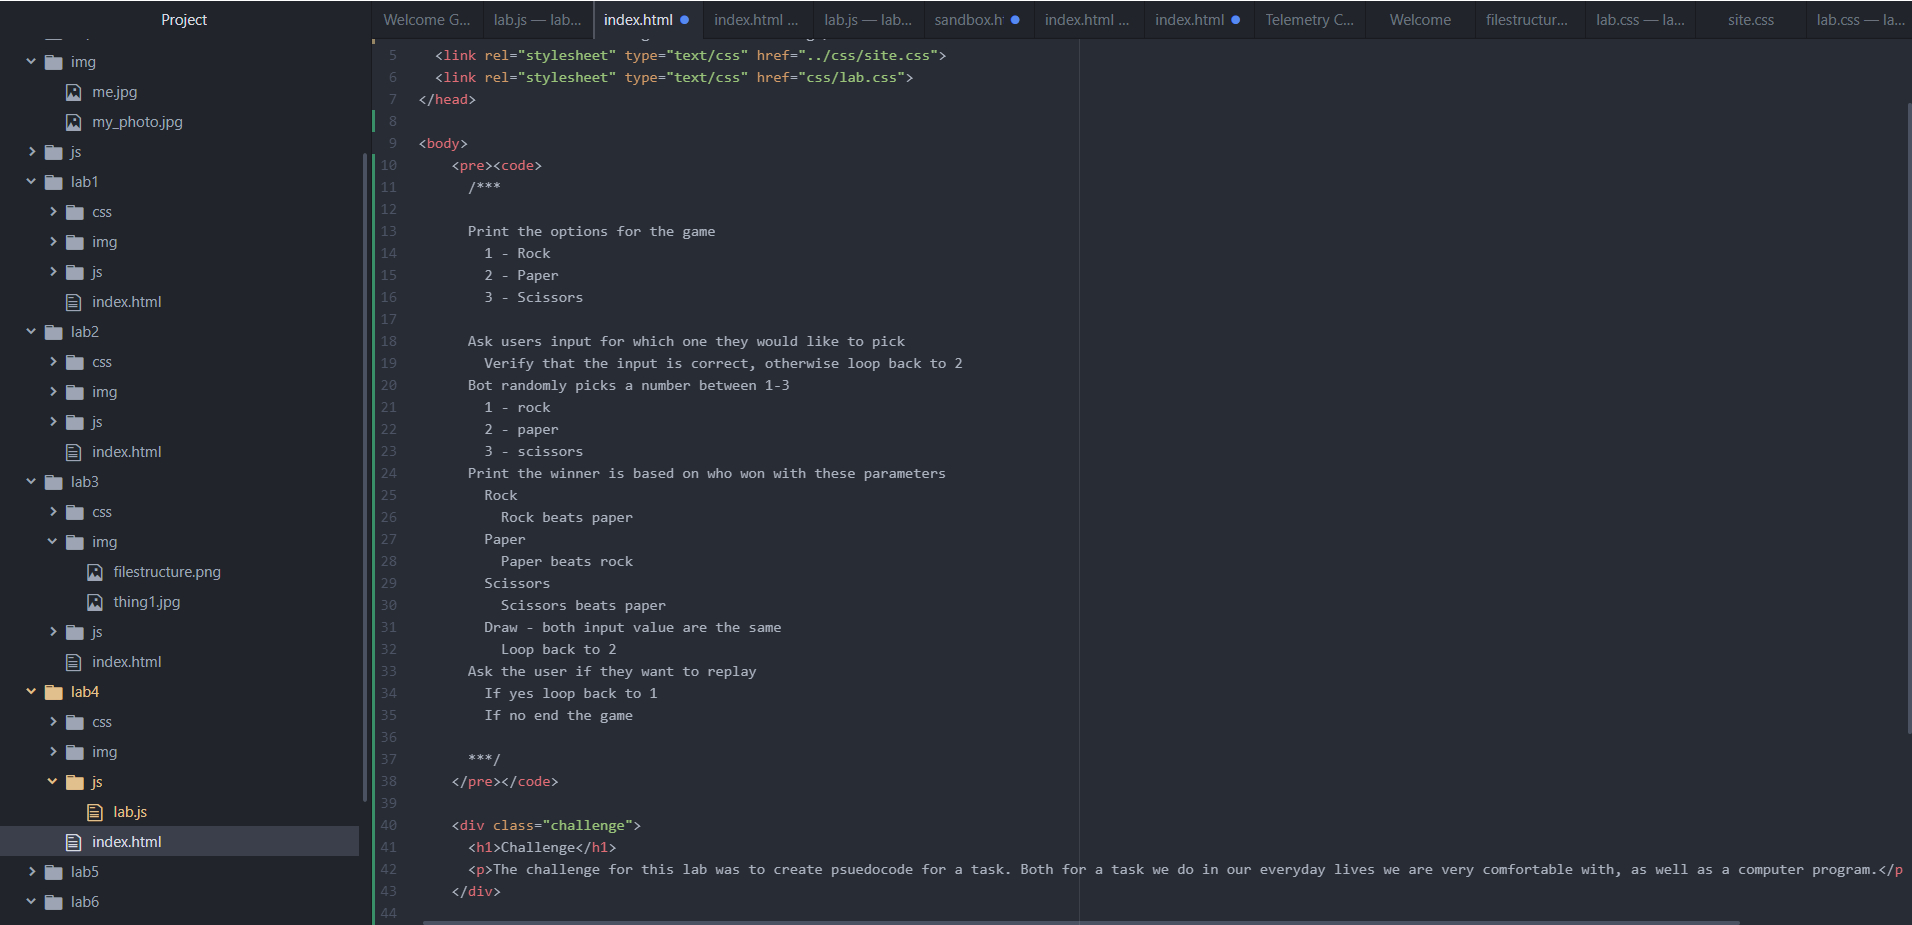 Project
Welcome G...
lab.js — lab...
index.html
index.html ...
lab.js — lab...
sandbox.h
index.html ...
index.html
Telemetry C...
Welcome
filestructur...
lab.css — la...
site.css
lab.css — la...
img
me.jpg
my_photo.jpg
js
lab1
css
img
js
index.html
lab2
css
img
js
index.html
lab3
css
img
filestructure.png
thing1.jpg
js
index.html
lab4
css
img
js
lab.js
index.html
lab5
lab6
5 <link rel="stylesheet" type="text/css" href="../css/site.css">
6 <link rel="stylesheet" type="text/css" href="css/lab.css">
7 </head>
8
9 <body>
10 <pre><code>
11 /***
12
13 Print the options for the game
14 1 - Rock
15 2 - Paper
16 3 - Scissors
17
18 Ask users input for which one they would like to pick
19 Verify that the input is correct, otherwise loop back to 2
20 Bot randomly picks a number between 1-3
21 1 - rock
22 2 - paper
23 3 - scissors
24 Print the winner is based on who won with these parameters
25 Rock
26 Rock beats paper
27 Paper
28 Paper beats rock
29 Scissors
30 Scissors beats paper
31 Draw - both input value are the same
32 Loop back to 2
33 Ask the user if they want to replay
34 If yes loop back to 1
35 If no end the game
36
37 ***/
38 </pre></code>
39
40 <div class="challenge">
41 <h1>Challenge</h1>
42 <p>The challenge for this lab was to create psuedocode for a task. Both for a task we do in our everyday lives we are very comfortable with, as well as a computer program.</p
43 </div>
44